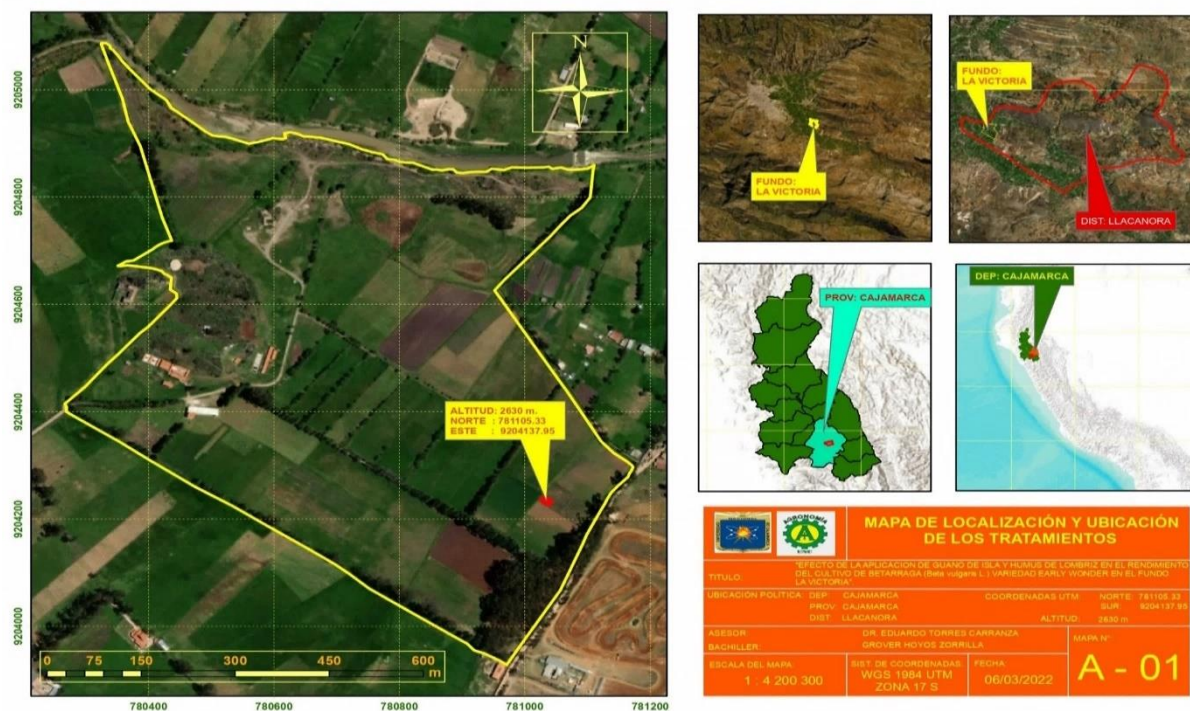 N
9205000
9204800
9204600
9204400
9204200
9204000
780400
780600
780800
781000
781200
ALTITUD: 2630 m.
NORTE : 781105.33
ESTE : 9204137.95
0 75 150 300 450 600
m
FUNDO:
LA VICTORIA
FUNDO:
LA VICTORIA
DIST: LLACANORA
PROV: CAJAMARCA
DEP: CAJAMARCA
AGRONOMÍA
A
UNC
MAPA DE LOCALIZACIÓN Y UBICACIÓN
DE LOS TRATAMIENTOS
TITULO: "EFECTO DE LA APLICACION DE GUANO DE ISLA Y HUMUS DE LOMBRIZ EN EL RENDIMIENTO
DEL CULTIVO DE BETARRAGA (Beta vulgaris L.) VARIEDAD EARLY WONDER EN EL FUNDO
LA VICTORIA".
UBICACIÓN POLITICA: DEP: CAJAMARCA COORDENADAS UTM: NORTE: 781105.33
PROV: CAJAMARCA SUR: 9204137.95
DIST: LLACANORA ALTITUD: 2630 m
ASESOR: DR. EDUARDO TORRES CARRANZA
BACHILLER: GROVER HOYOS ZORRILLA
MAPA N°
A - 01
ESCALA DEL MAPA:
1 : 4 200 300
SIST. DE COORDENADAS:
WGS 1984 UTM
ZONA 17 S
FECHA:
06/03/2022